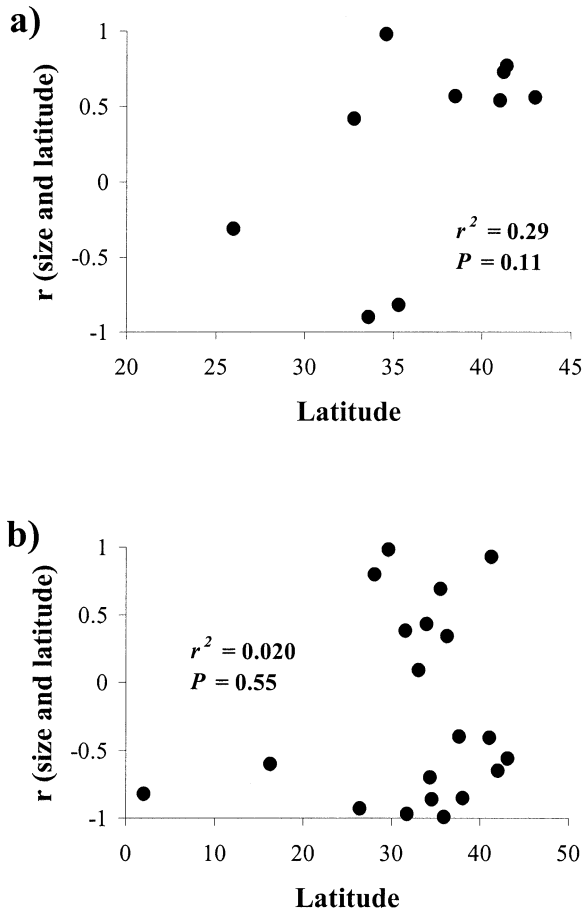 a)
1
0.5
0
-0.5
-1
r (size and latitude)
r² = 0.29
P = 0.11
20 25 30 35 40 45
Latitude
b)
1
0.5
0
-0.5
-1
r (size and latitude)
r² = 0.020
P = 0.55
0 10 20 30 40 50
Latitude